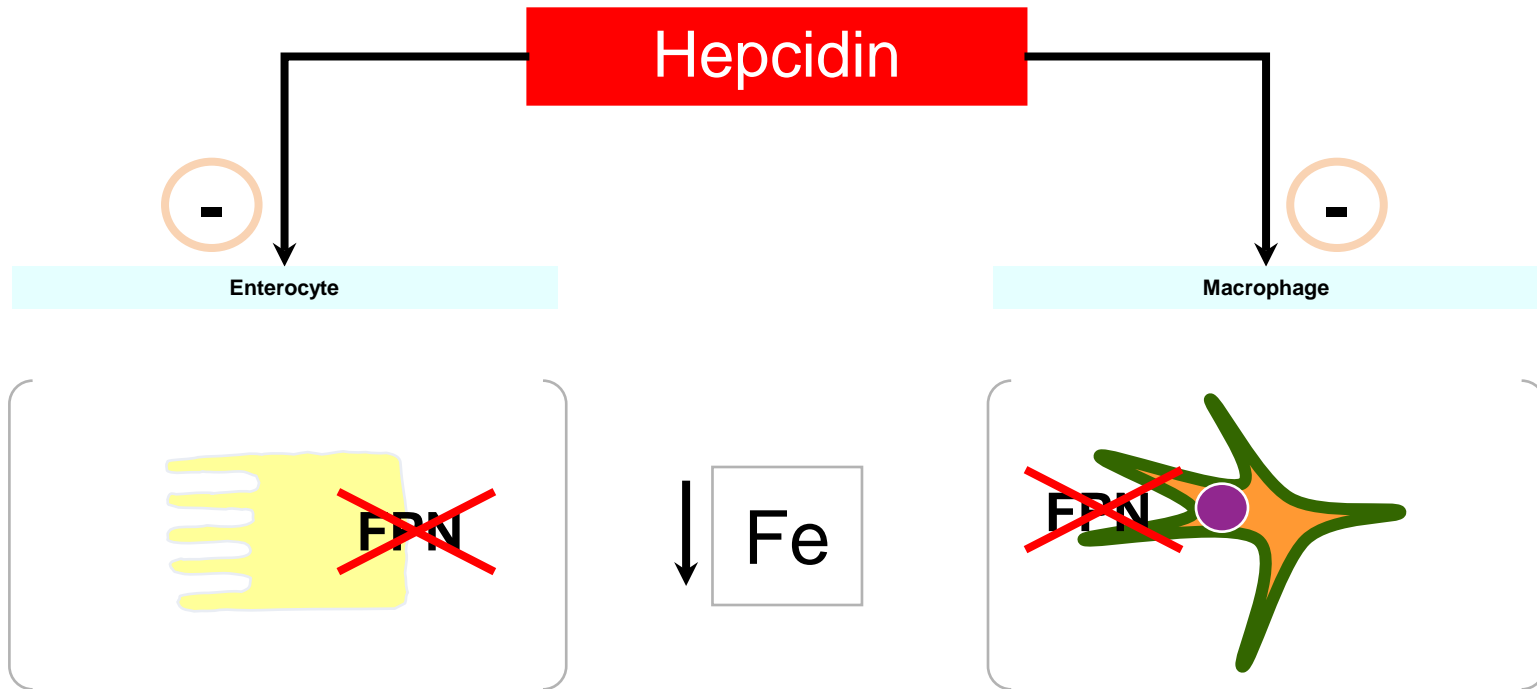 Hepcidin
-
-
Enterocyte
Macrophage
FPN
Fe
FPN